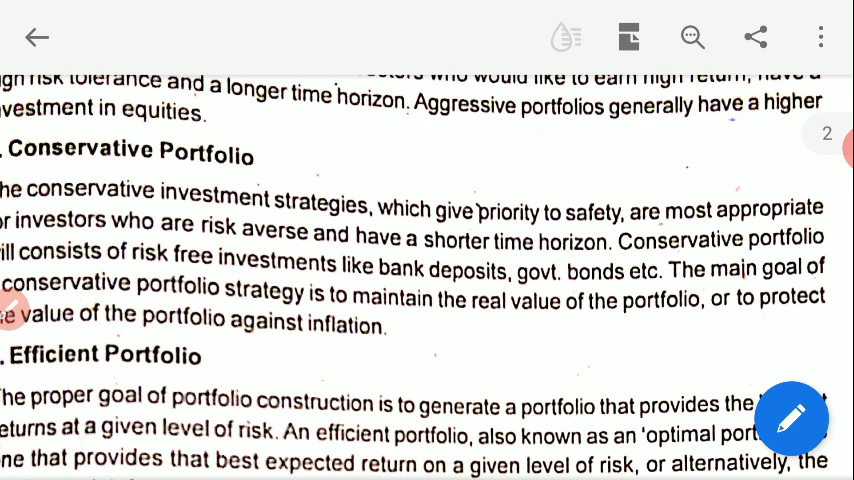 risk tolerance and a longer time horizon. Aggressive portfolios generally have a higher
investment in equities.
. Conservative Portfolio
he conservative investment strategies, which give priority to safety, are most appropriate
or investors who are risk averse and have a shorter time horizon. Conservative portfolio
ill consists of risk free investments like bank deposits, govt. bonds etc. The main goal of
conservative portfolio strategy is to maintain the real value of the portfolio, or to protect
e value of the portfolio against inflation.
. Efficient Portfolio
The proper goal of portfolio construction is to generate a portfolio that provides the
eturns at a given level of risk. An efficient portfolio, also known as an 'optimal port
ne that provides that best expected return on a given level of risk, or alternatively, the
2